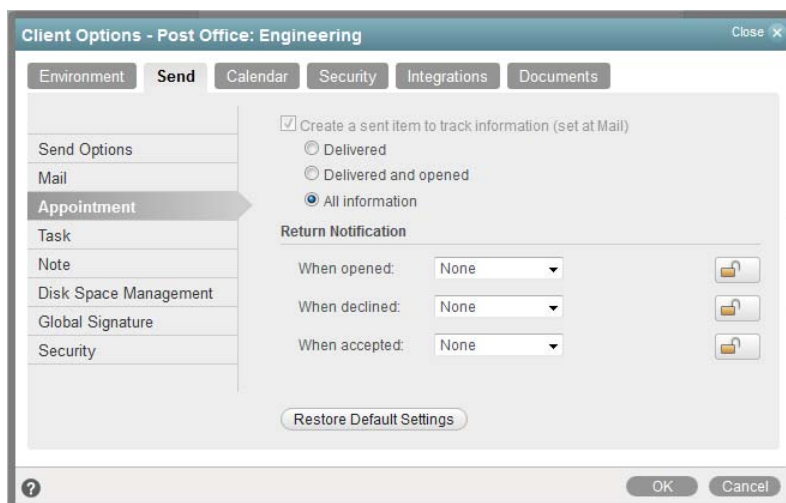 Client Options - Post Office: Engineering
Close
Environment Send Calendar Security Integrations Documents
Send Options
Mail
Appointment
Task
Note
Disk Space Management
Global Signature
Security
Create a sent item to track information (set at Mail)
Delivered
Delivered and opened
All information
Return Notification
When opened: None
When declined: None
When accepted: None
Restore Default Settings
? OK Cancel